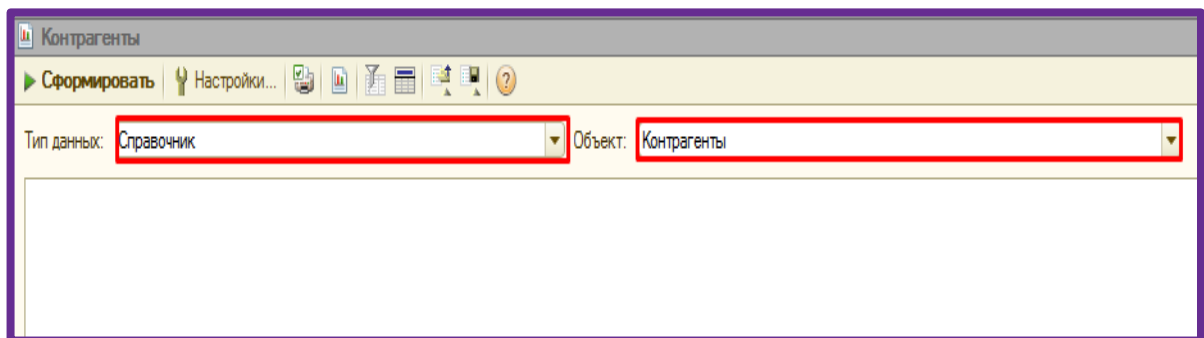 Контрагенты
Сформировать Настройки... ?
Тип данных: Справочник Объект: Контрагенты